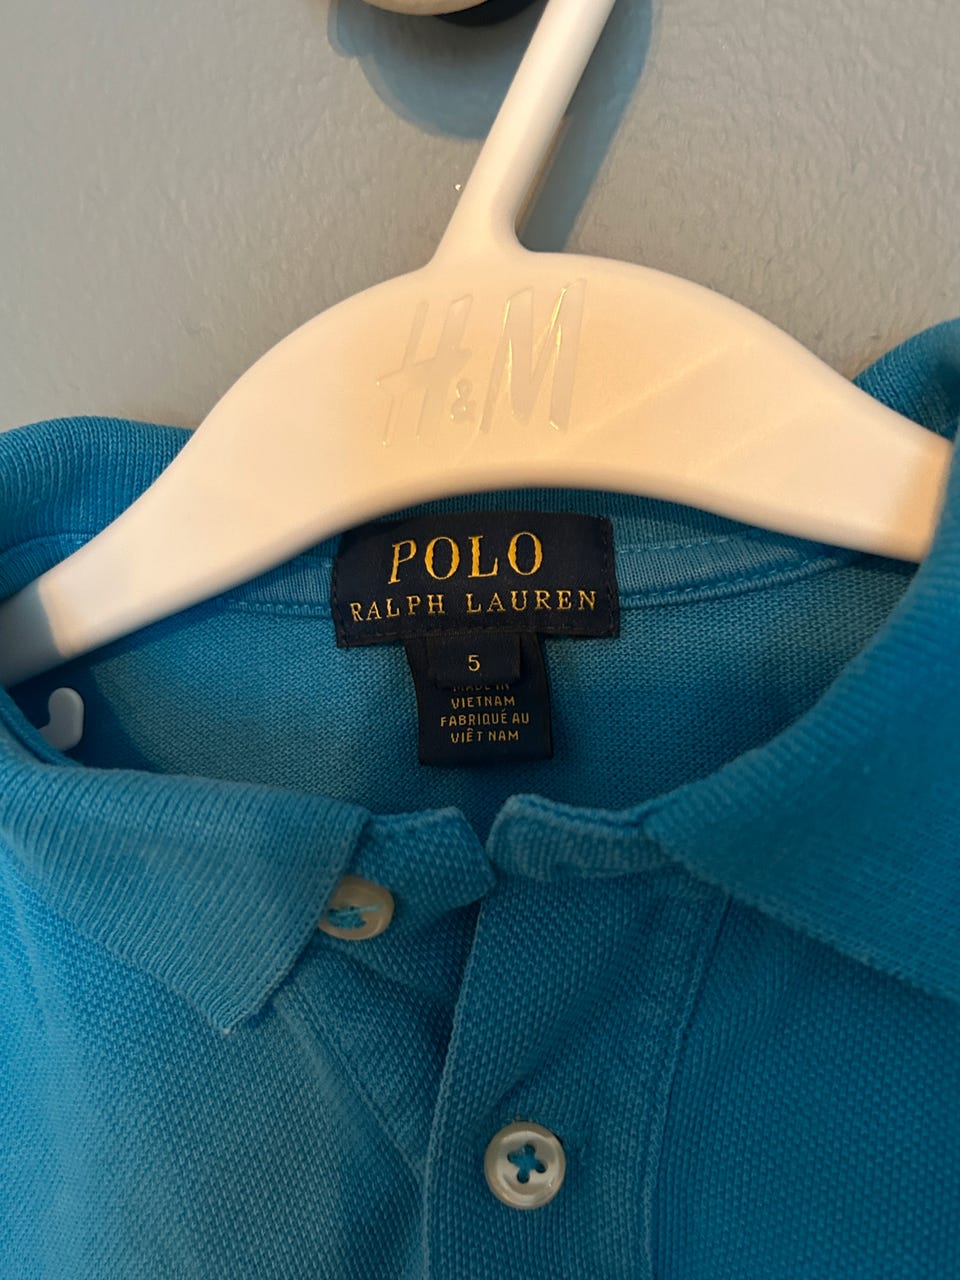 H&M
POLO
RALPH LAUREN
5
MADE IN
VIETNAM
FABRIQUÉ AU
VIÊT NAM